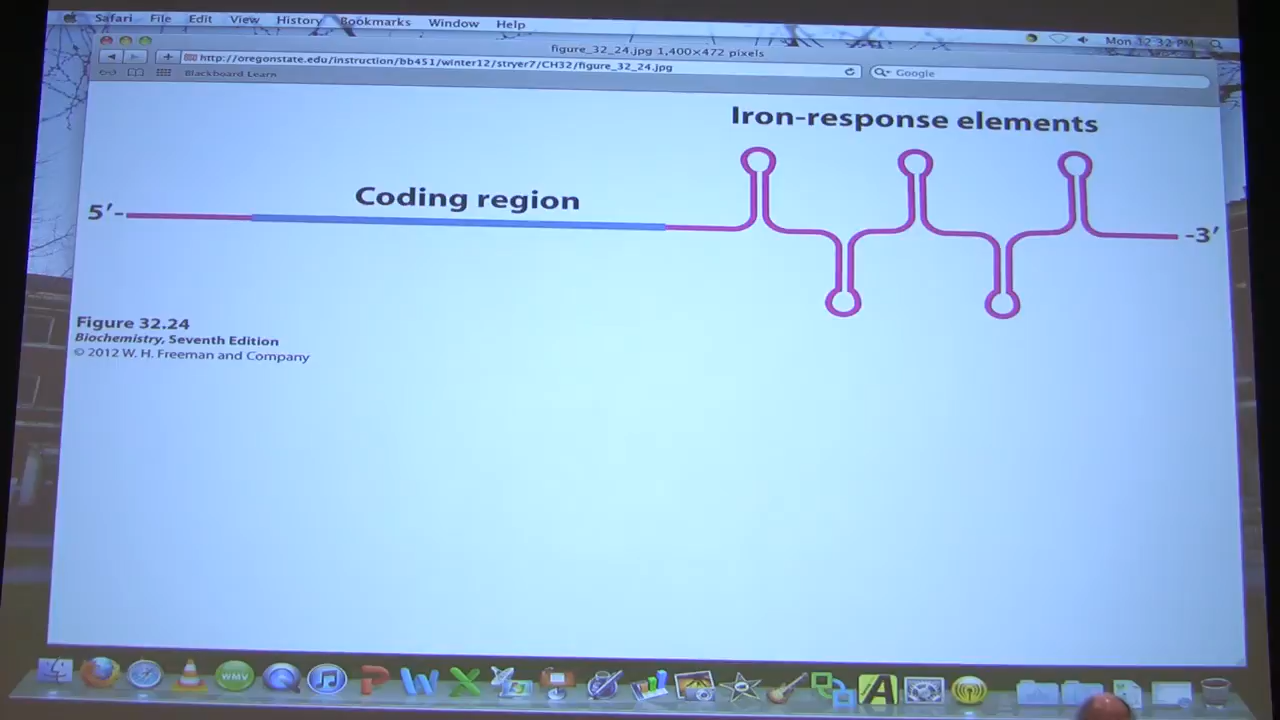 Safari File Edit View History Bookmarks Window Help
Mon 12:32 PM
figure_32_24.jpg 1,400×472 pixels
http://oregonstate.edu/instruction/bb451/winter12/stryer7/CH32/figure_32_24.jpg
Google
Blackboard Learn
Iron-response elements
Coding region
5′-
-3′
Figure 32.24
Biochemistry, Seventh Edition
© 2012 W. H. Freeman and Company
WMV